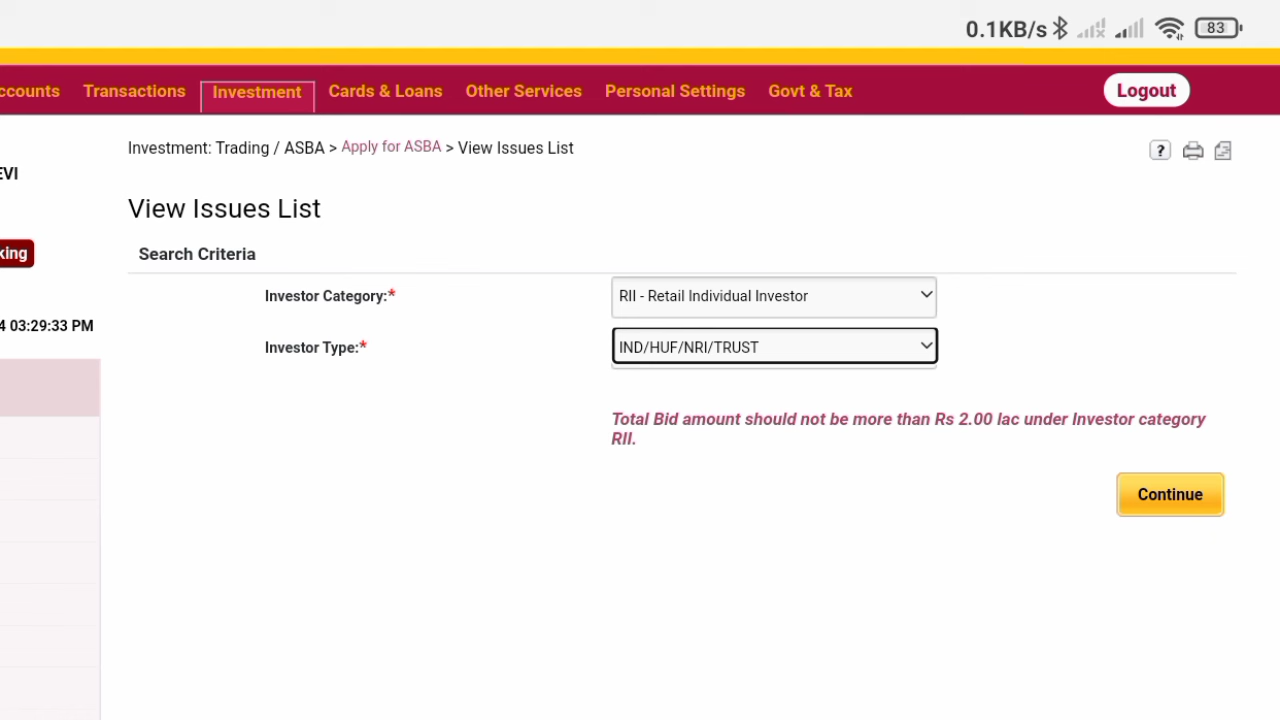 0.1KB/s 83
ccounts Transactions Investment Cards & Loans Other Services Personal Settings Govt & Tax Logout
Investment: Trading / ASBA > Apply for ASBA > View Issues List
?
EVI
View Issues List
king
Search Criteria
Investor Category:* RII - Retail Individual Investor
4 03:29:33 PM
Investor Type:* IND/HUF/NRI/TRUST
Total Bid amount should not be more than Rs 2.00 lac under Investor category
RII.
Continue